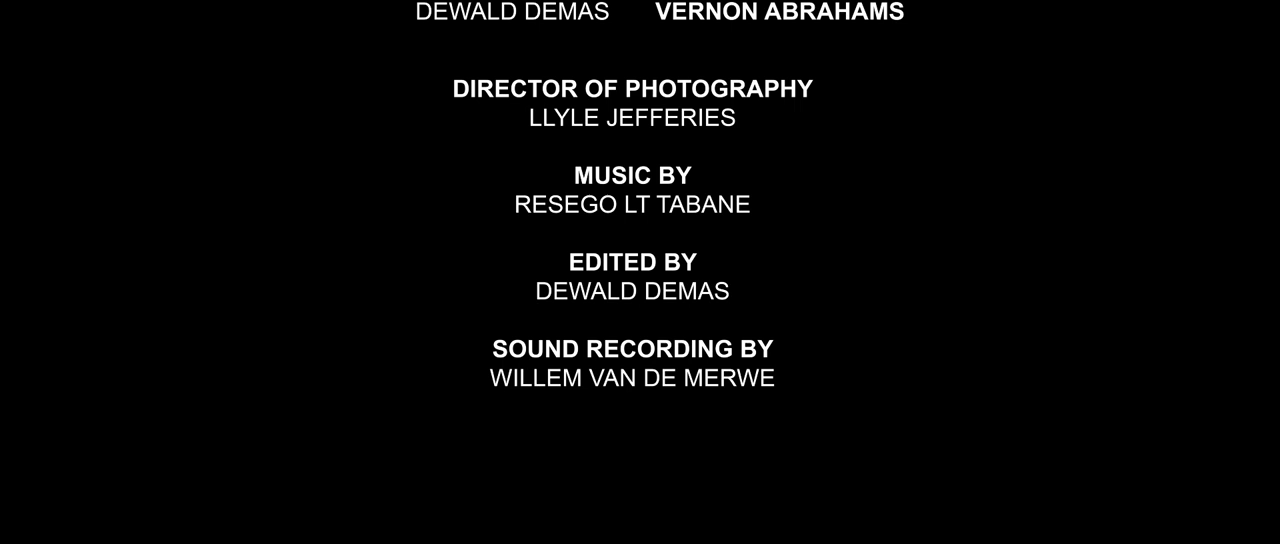 DEWALD DEMAS VERNON ABRAHAMS
DIRECTOR OF PHOTOGRAPHY
LLYLE JEFFERIES
MUSIC BY
RESEGO LT TABANE
EDITED BY
DEWALD DEMAS
SOUND RECORDING BY
WILLEM VAN DE MERWE